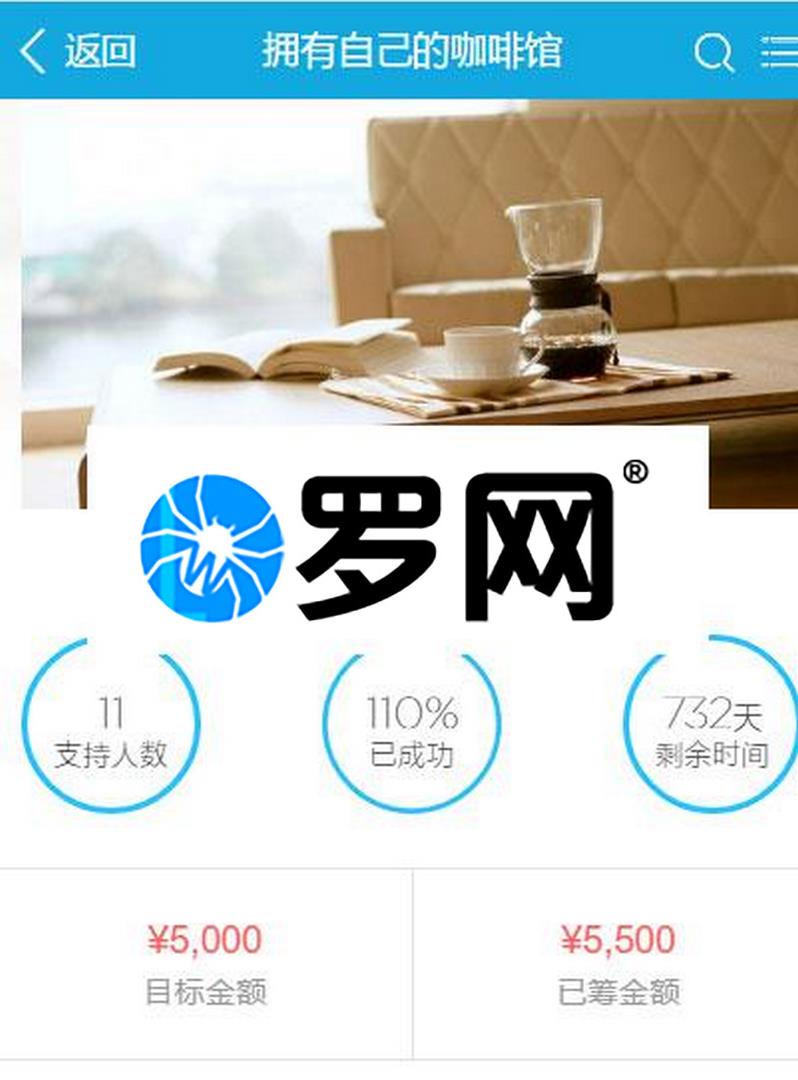 返回 拥有自己的咖啡馆
罗网®
11 110% 732天
支持人数 已成功 剩余时间
¥5,000 ¥5,500
目标金额 已筹金额